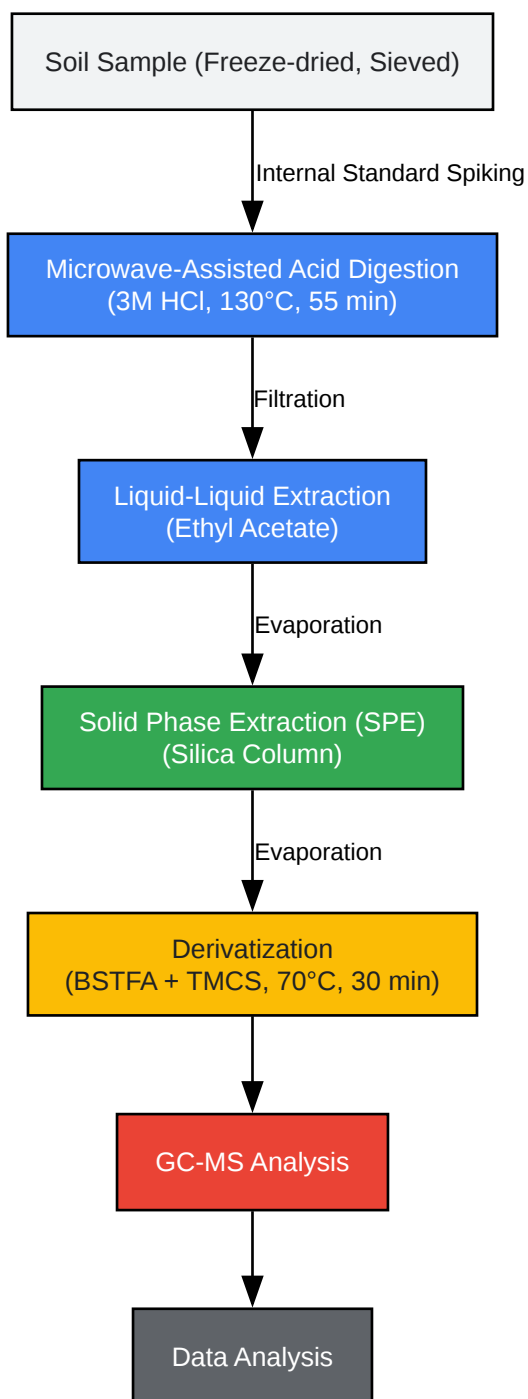 Soil Sample (Freeze-dried, Sieved)
Internal Standard Spiking
Microwave-Assisted Acid Digestion
(3M HCl, 130°C, 55 min)
Filtration
Liquid-Liquid Extraction
(Ethyl Acetate)
Evaporation
Solid Phase Extraction (SPE)
(Silica Column)
Evaporation
Derivatization
(BSTFA + TMCS, 70°C, 30 min)
GC-MS Analysis
Data Analysis